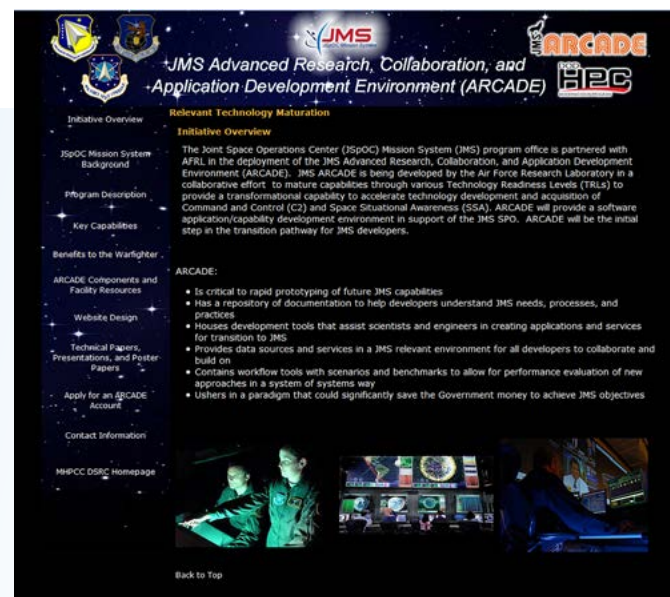 JMS
JSpOC Mission System
JMS
ARCADE
JMS Advanced Research, Collaboration, and
Application Development Environment (ARCADE)
DOD
HPC
Initiative Overview
JSpOC Mission System
Background
Program Description
Key Capabilities
Benefits to the Warfighter
ARCADE Components and
Facility Resources
Website Design
Technical Papers,
Presentations, and Poster
Papers
Apply for an ARCADE
Account
Contact Information
MHPCC DSRC Homepage
Relevant Technology Maturation
Initiative Overview
The Joint Space Operations Center (JSpOC) Mission System (JMS) program office is partnered with
AFRL in the deployment of the JMS Advanced Research, Collaboration, and Application Development
Environment (ARCADE). JMS ARCADE is being developed by the Air Force Research Laboratory in a
collaborative effort to mature capabilities through various Technology Readiness Levels (TRLs) to
provide a transformational capability to accelerate technology development and acquisition of
Command and Control (C2) and Space Situational Awareness (SSA). ARCADE will provide a software
application/capability development environment in support of the JMS SPO. ARCADE will be the initial
step in the transition pathway for JMS developers.
ARCADE:
• Is critical to rapid prototyping of future JMS capabilities
• Has a repository of documentation to help developers understand JMS needs, processes, and
practices
• Houses development tools that assist scientists and engineers in creating applications and services
for transition to JMS
• Provides data sources and services in a JMS relevant environment for all developers to collaborate and
build on
• Contains workflow tools with scenarios and benchmarks to allow for performance evaluation of new
approaches in a system of systems way
• Ushers in a paradigm that could significantly save the Government money to achieve JMS objectives
Back to Top